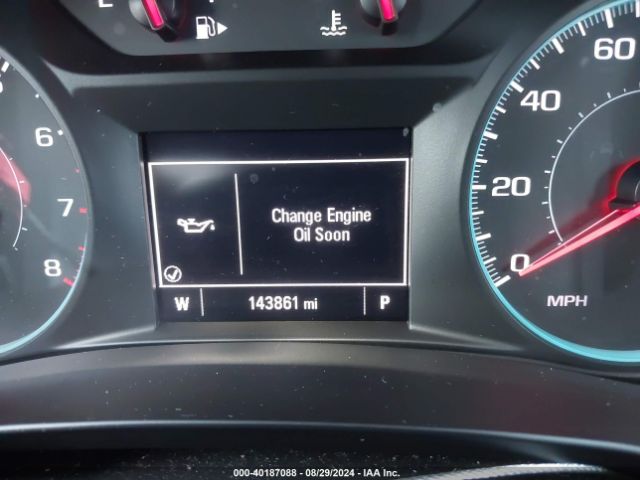 E
6
7
8
Change Engine
Oil Soon
W 143861 mi P
60
40
20
0
MPH
000-40187088 - 08/29/2024 - IAA Inc.